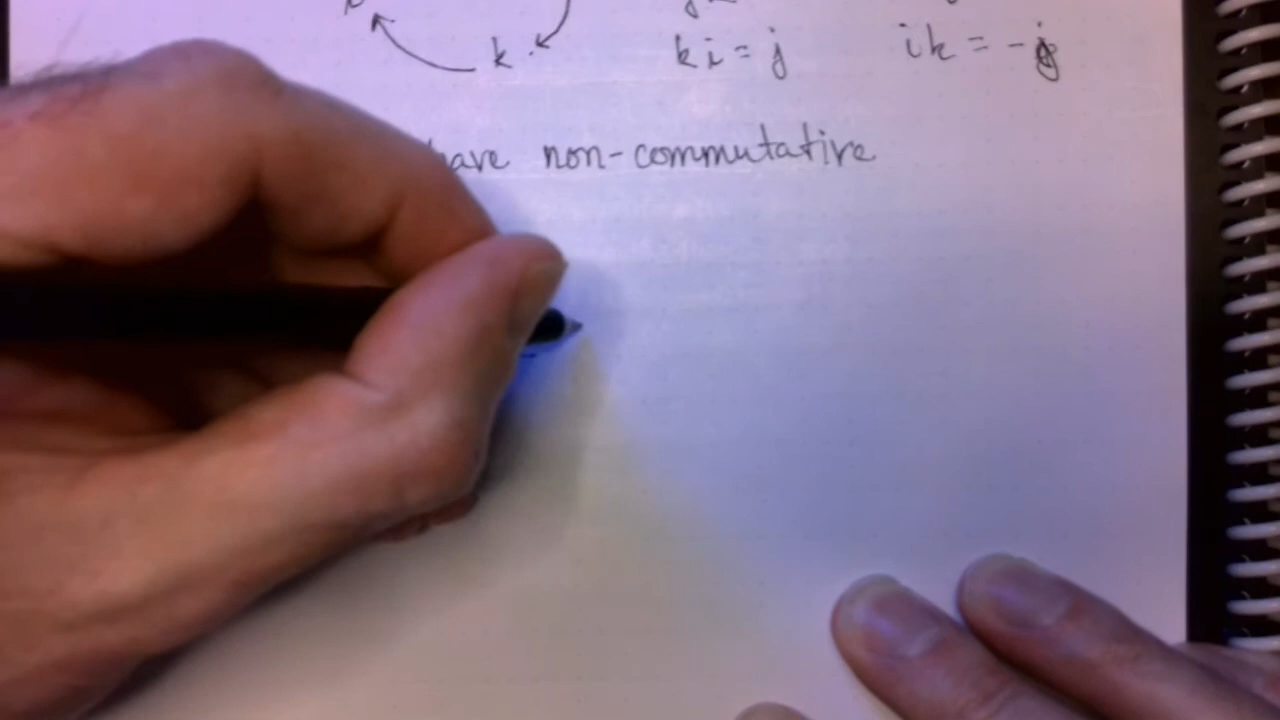 k
ki = j ik = -j
have non-commutative